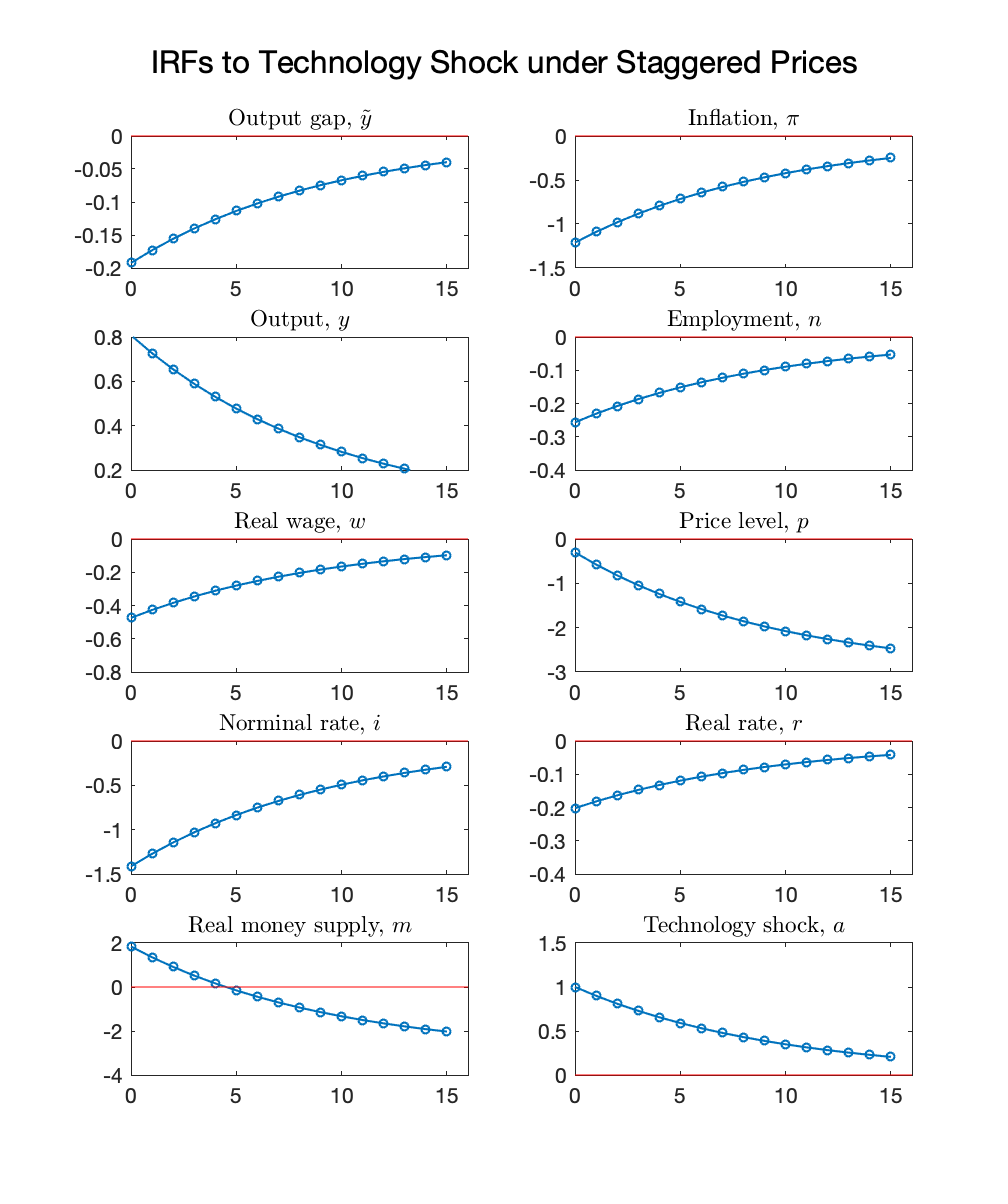 IRFs to Technology Shock under Staggered Prices
Output gap, ỹ
0
-0.05
-0.1
-0.15
-0.2
0 5 10 15
Inflation, π
0
-0.5
-1
-1.5
0 5 10 15
Output, y
0.8
0.6
0.4
0.2
0 5 10 15
Employment, n
0
-0.1
-0.2
-0.3
-0.4
0 5 10 15
Real wage, w
0
-0.2
-0.4
-0.6
-0.8
0 5 10 15
Price level, p
0
-1
-2
-3
0 5 10 15
Norminal rate, i
0
-0.5
-1
-1.5
0 5 10 15
Real rate, r
0
-0.1
-0.2
-0.3
-0.4
0 5 10 15
Real money supply, m
2
0
-2
-4
0 5 10 15
Technology shock, a
1.5
1
0.5
0
0 5 10 15